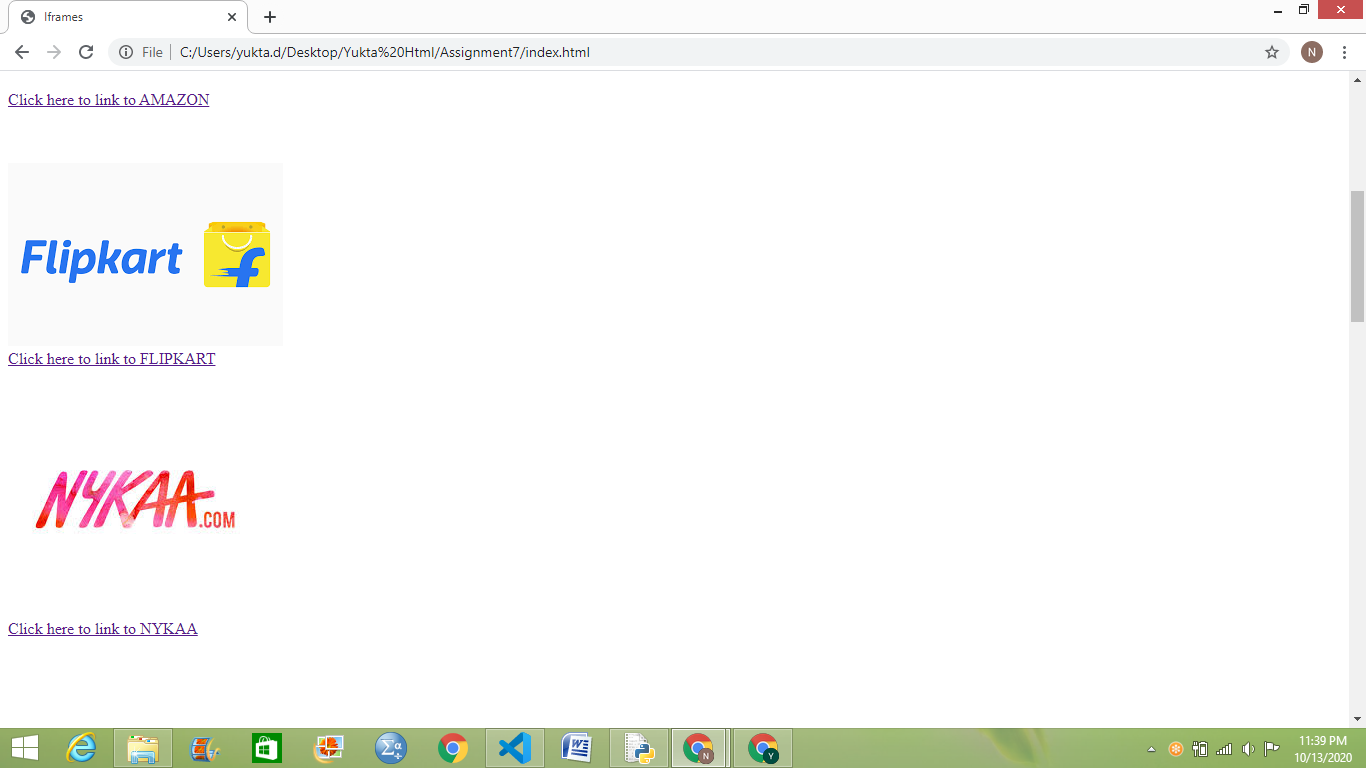 Iframes
File
C:/Users/yukta.d/Desktop/Yukta%20Html/Assignment7/index.html
N
Click here to link to AMAZON
Flipkart f
Click here to link to FLIPKART
NYKAA.COM
Click here to link to NYKAA
Σα
W
N
Y
11:39 PM
10/13/2020